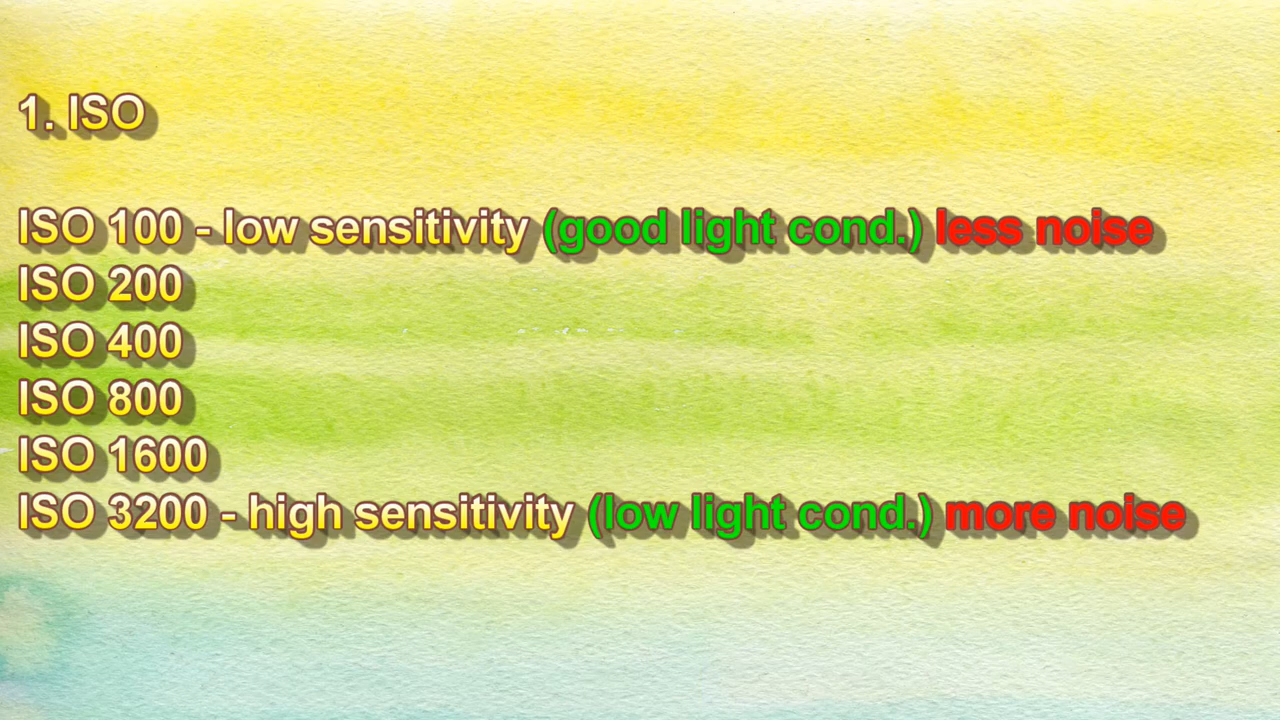 1. ISO
ISO 100 - low sensitivity (good light cond.) less noise
ISO 200
ISO 400
ISO 800
ISO 1600
ISO 3200 - high sensitivity (low light cond.) more noise